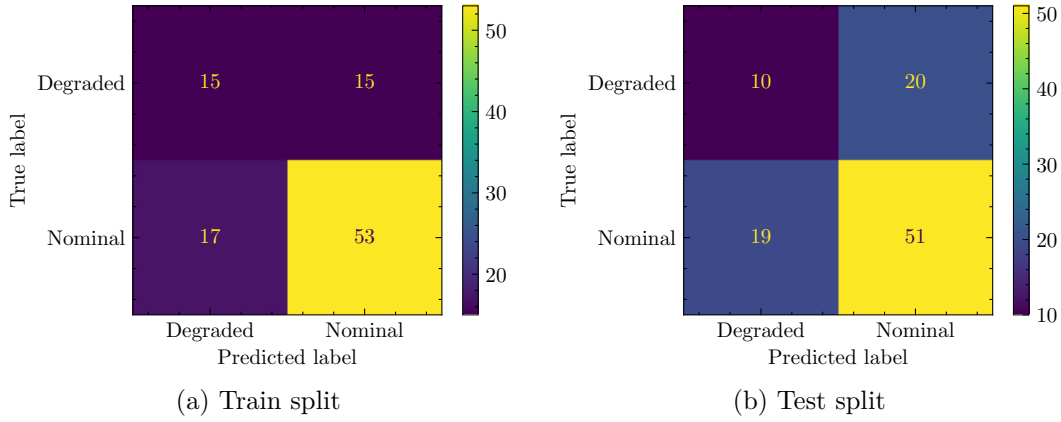 Degraded
Nominal
True label
15 15
17 53
Degraded Nominal
Predicted label
50
40
30
20
(a) Train split
Degraded
Nominal
True label
10 20
19 51
Degraded Nominal
Predicted label
50
40
30
20
10
(b) Test split